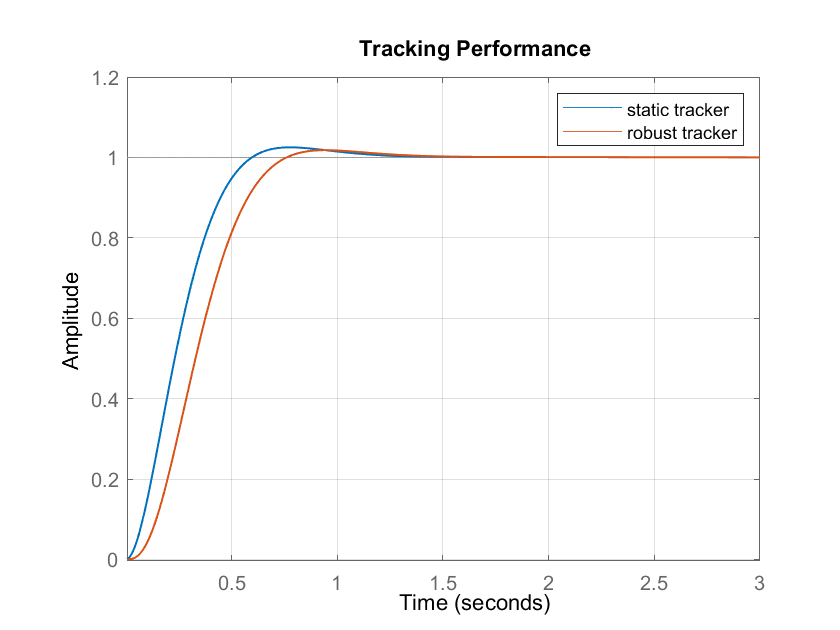 Tracking Performance
1.2
static tracker
robust tracker
1
0.8
0.6
Amplitude
0.4
0.2
0
0.5 1 1.5 2 2.5 3
Time (seconds)